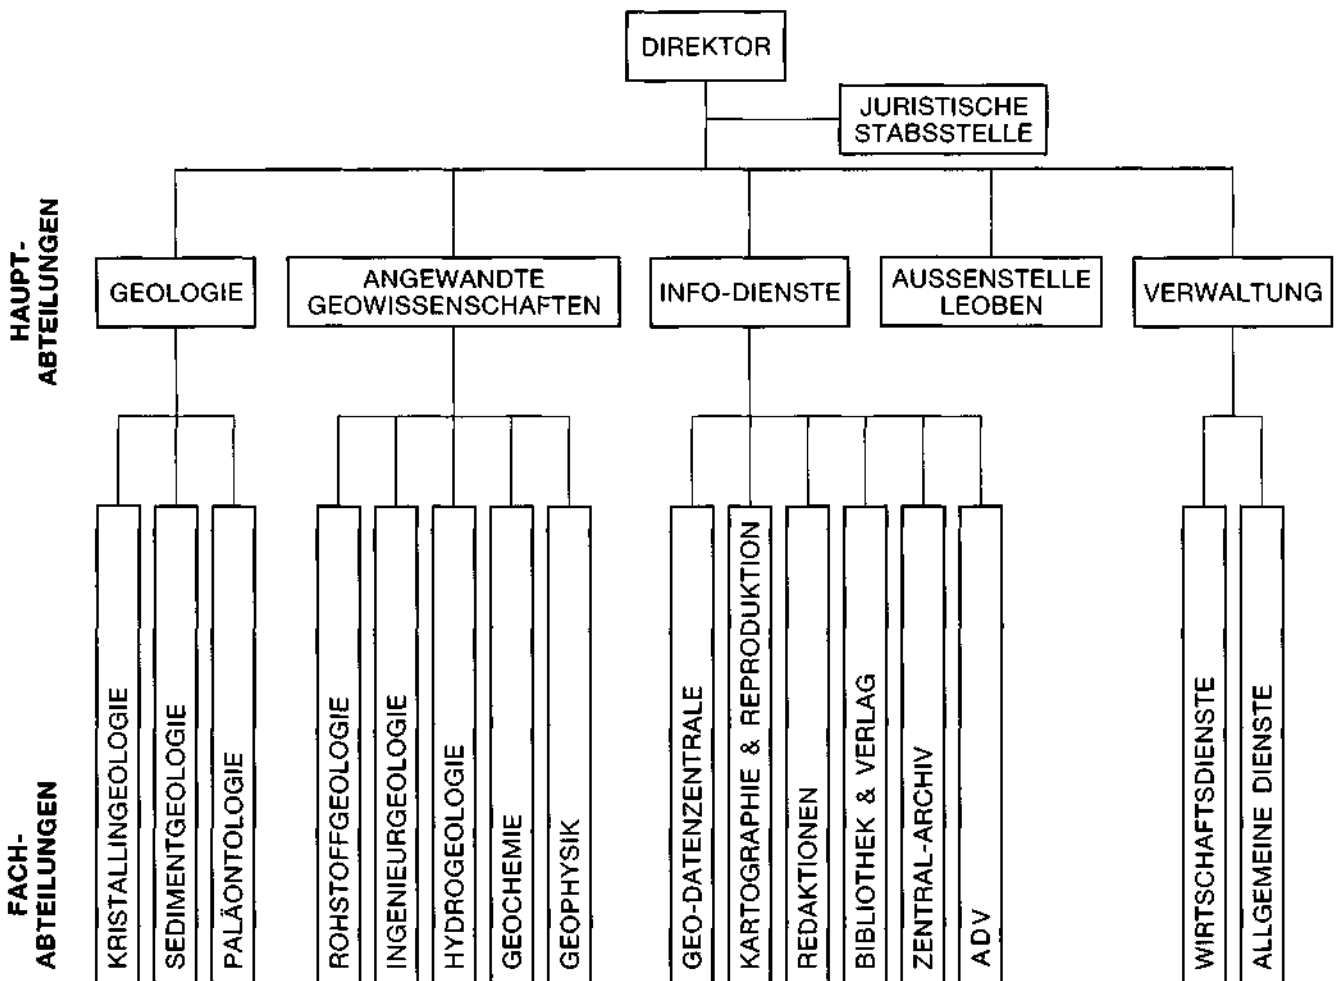 DIREKTOR
JURISTISCHE
STABSSTELLE
HAUPT-
ABTEILUNGEN
GEOLOGIE
ANGEWANDTE
GEOWISSENSCHAFTEN
INFO-DIENSTE
AUSSENSTELLE
LEOBEN
VERWALTUNG
FACH-
ABTEILUNGEN
KRISTALLINGEOLOGIE
SEDIMENTGEOLOGIE
PALÄONTOLOGIE
ROHSTOFFGEOLOGIE
INGENIEURGEOLOGIE
HYDROGEOLOGIE
GEOCHEMIE
GEOPHYSIK
GEO-DATENZENTRALE
KARTOGRAPHIE & REPRODUKTION
REDAKTIONEN
BIBLIOTHEK & VERLAG
ZENTRAL-ARCHIV
ADV
WIRTSCHAFTSDIENSTE
ALLGEMEINE DIENSTE